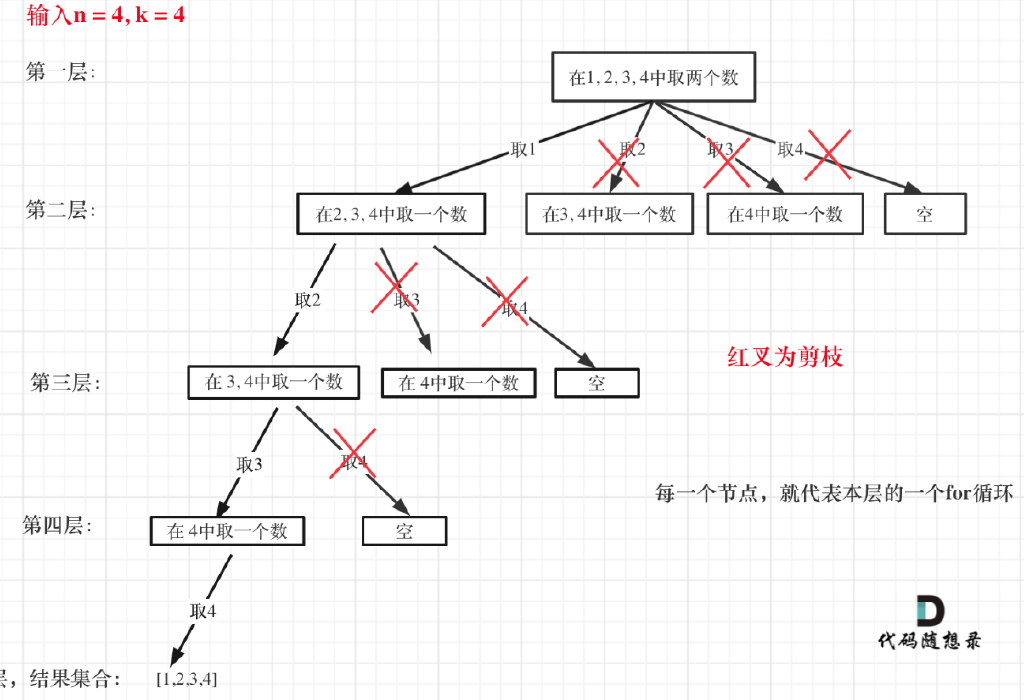 输入n = 4, k = 4
第一层：
在1, 2, 3, 4中取两个数
取1
取2
取3
取4
第二层：
在2, 3, 4中取一个数
在3, 4中取一个数
在4中取一个数
空
取2
取3
取4
红叉为剪枝
第三层：
在 3, 4中取一个数
在 4中取一个数
空
取3
取4
每一个节点，就代表本层的一个for循环
第四层：
在 4中取一个数
空
取4
代码随想录
层，结果集合：
[1,2,3,4]